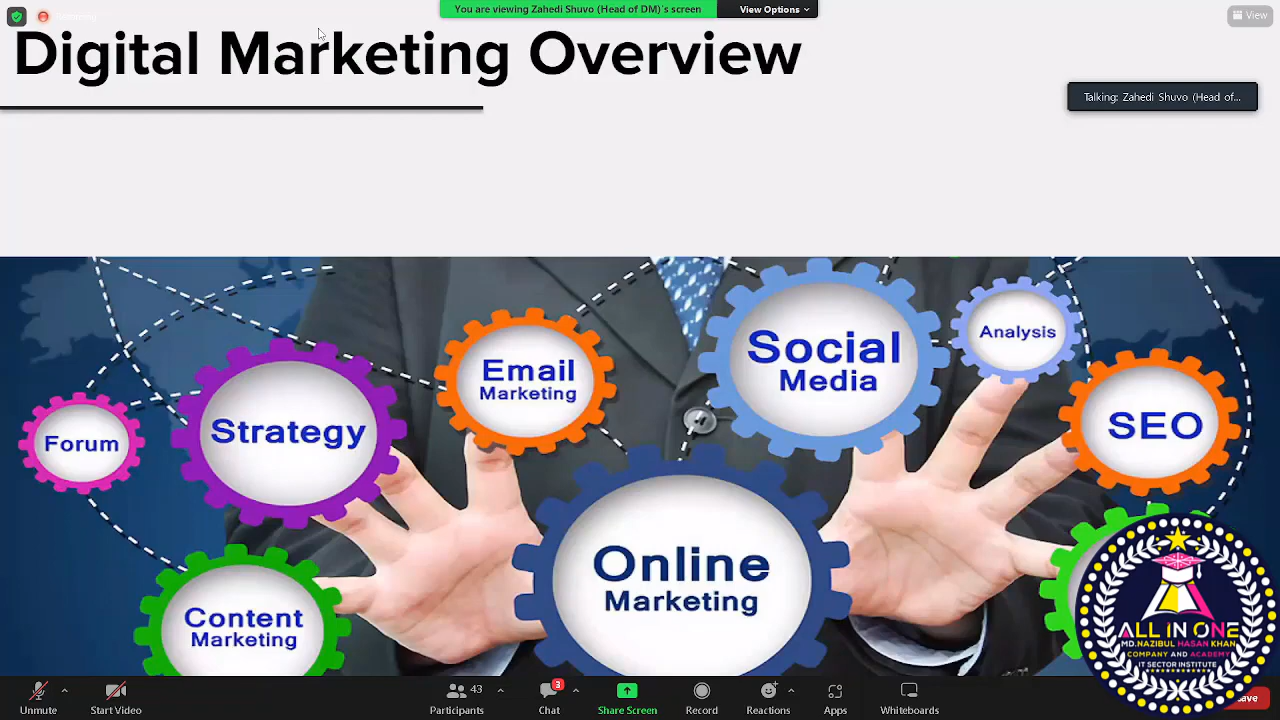 You are viewing Zahedi Shuvo (Head of DM)'s screen
View Options
View
Digital Marketing Overview
Talking: Zahedi Shuvo (Head of...
Social
Media
Analysis
Email
Marketing
SEO
Strategy
Forum
Online
Marketing
Content
Marketing
ALL IN ONE
MD.NAZIBUL HASAN KHAN
COMPANY AND ACADEMY
IT SECTOR INSTITUTE
Unmute
Start Video
43
Participants
3
Chat
Share Screen
Record
Reactions
Apps
Whiteboards